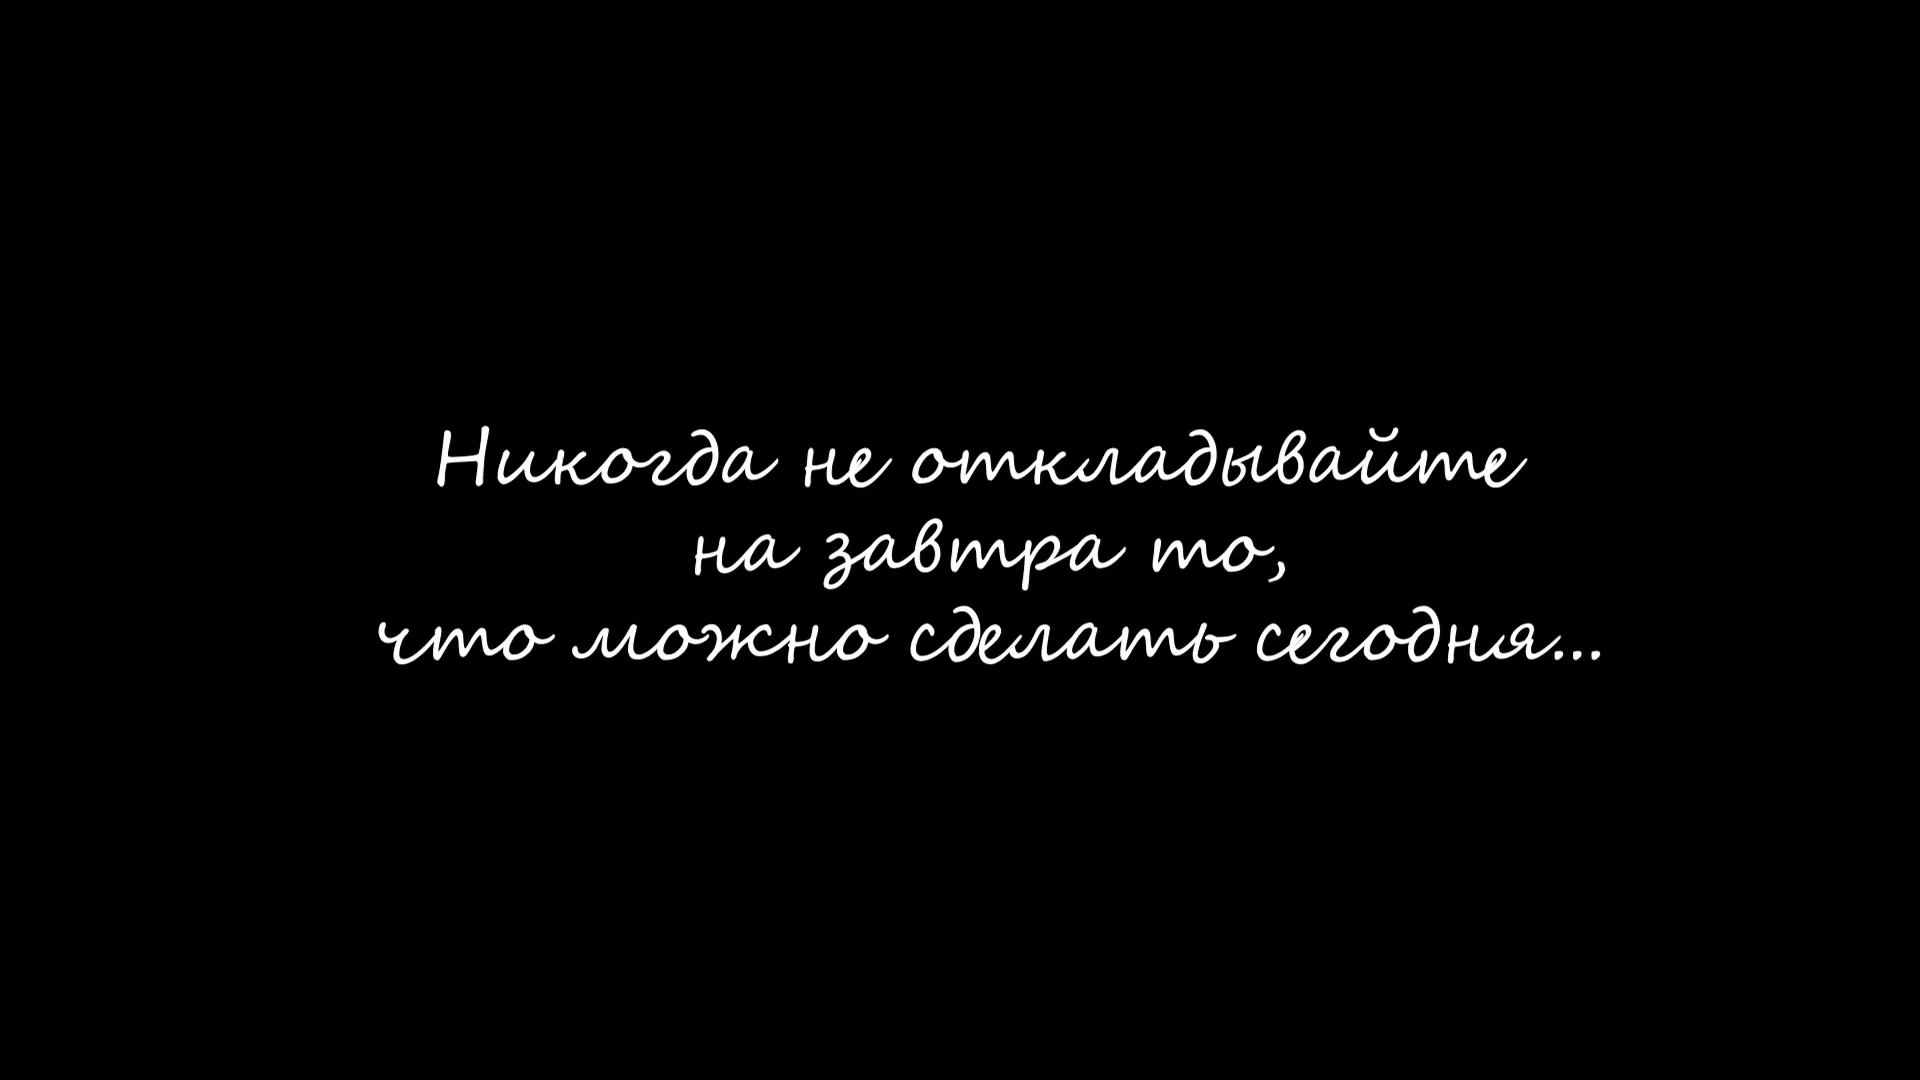 Никогда не откладывайте
на завтра то,
что можно сделать сегодня...